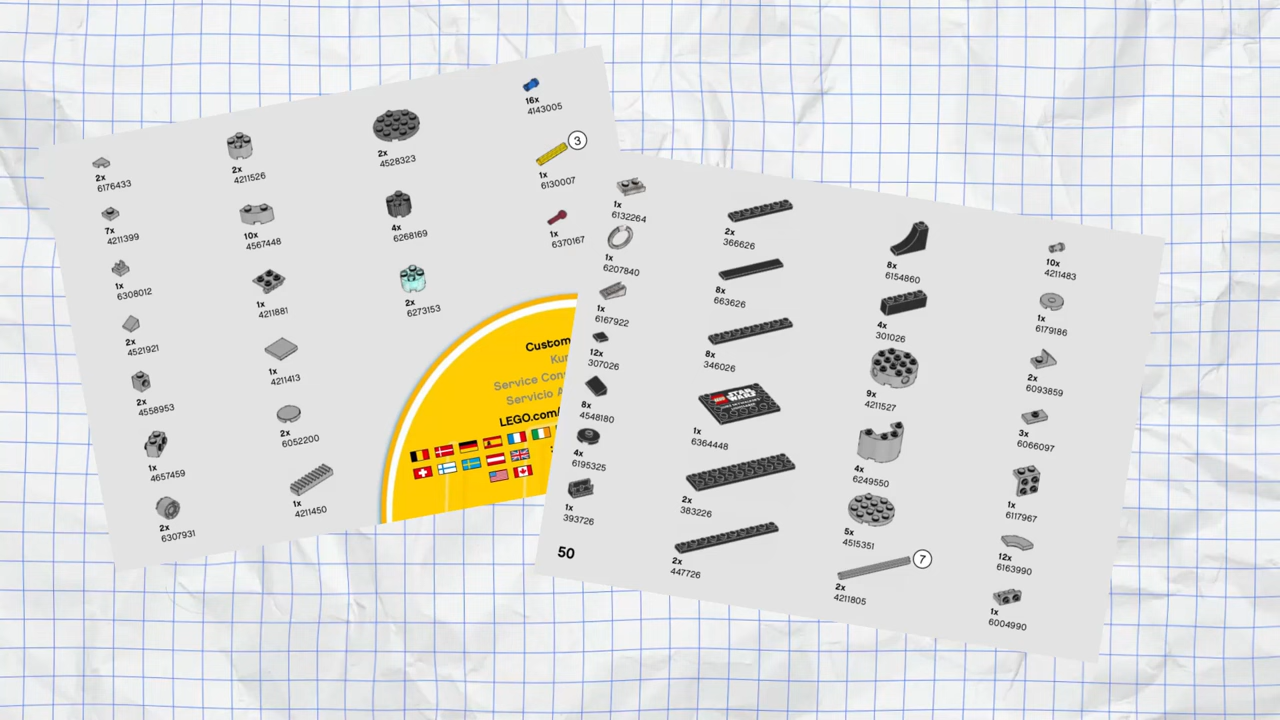 2x
6176433
7x
4211399
1x
6308012
2x
4521921
2x
4558953
1x
4657459
2x
6307931
2x
4211526
10x
4567448
1x
4211881
1x
4211413
2x
6052200
1x
4211450
2x
4528323
4x
6268169
2x
6273153
16x
4143005
3
1x
6130007
1x
6370167
Custom
Kun
Service Cons
Servicio A
LEGO.com/
1x
6132264
1x
6207840
1x
6167922
12x
307026
8x
4548180
4x
6195325
1x
393726
50
2x
366626
8x
663626
8x
346026
LEGO STAR WARS
1x
6364448
2x
383226
2x
447726
8x
6154860
4x
301026
9x
4211527
4x
6249550
5x
4515351
7
2x
4211805
10x
4211483
1x
6179186
2x
6093859
3x
6066097
1x
6117967
12x
6163990
1x
6004990